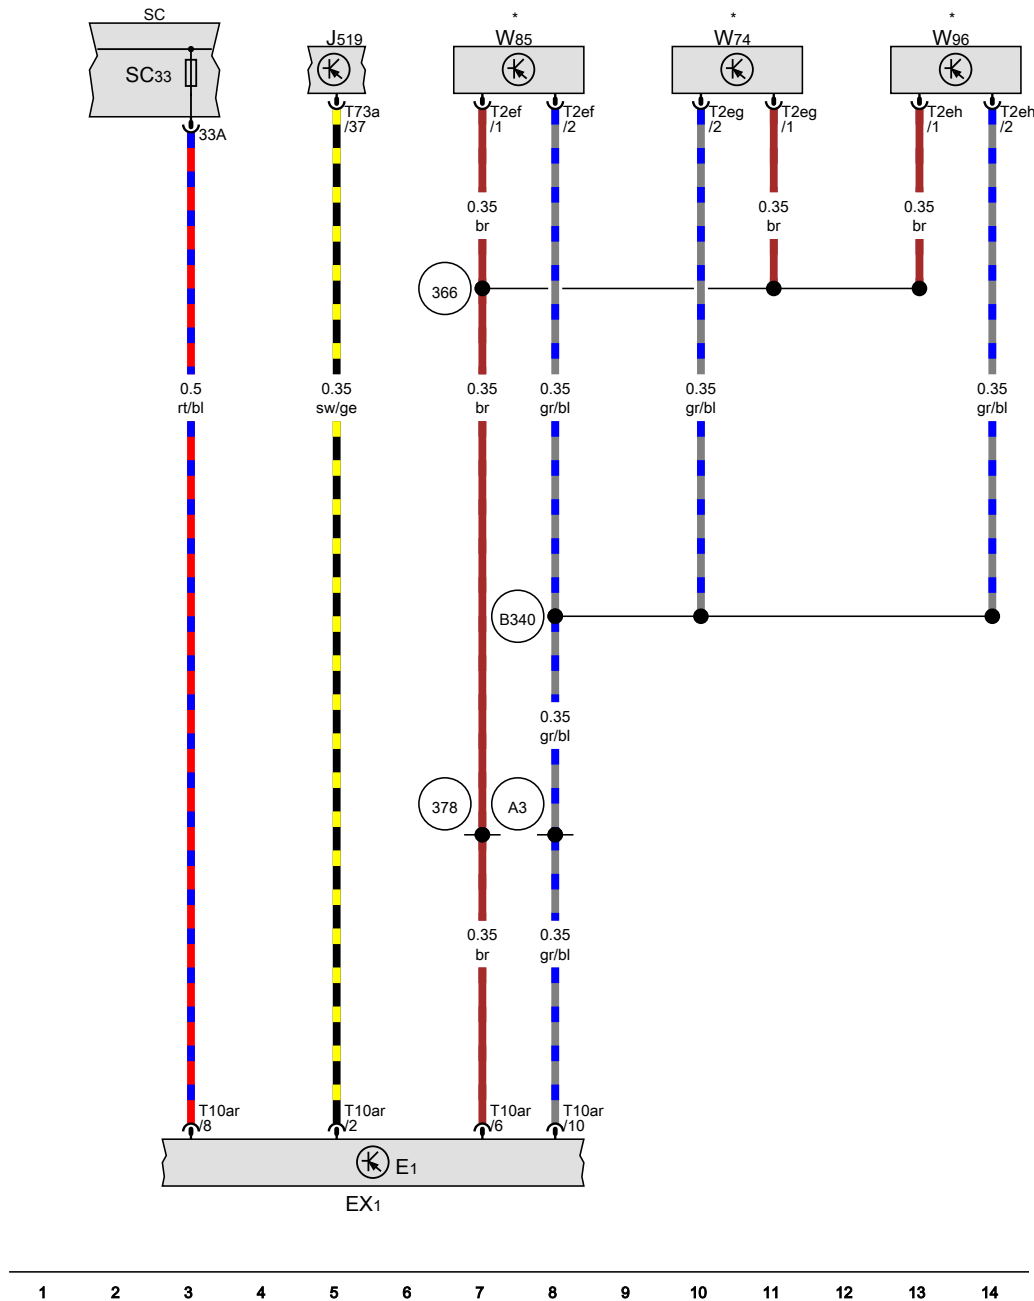 SC
SC33
33A
J519
T73a
/37
*
W85
T2ef
/1
T2ef
/2
*
W74
T2eg
/2
T2eg
/1
*
W96
T2eh
/1
T2eh
/2
0.35
br
0.35
br
0.35
br
366
0.5
rt/bl
0.35
sw/ge
0.35
br
0.35
gr/bl
0.35
gr/bl
0.35
gr/bl
B340
0.35
gr/bl
378
A3
0.35
br
0.35
gr/bl
T10ar
/8
T10ar
/2
T10ar
/6
T10ar
/10
E1
EX1
1 2 3 4 5 6 7 8 9 10 11 12 13 14